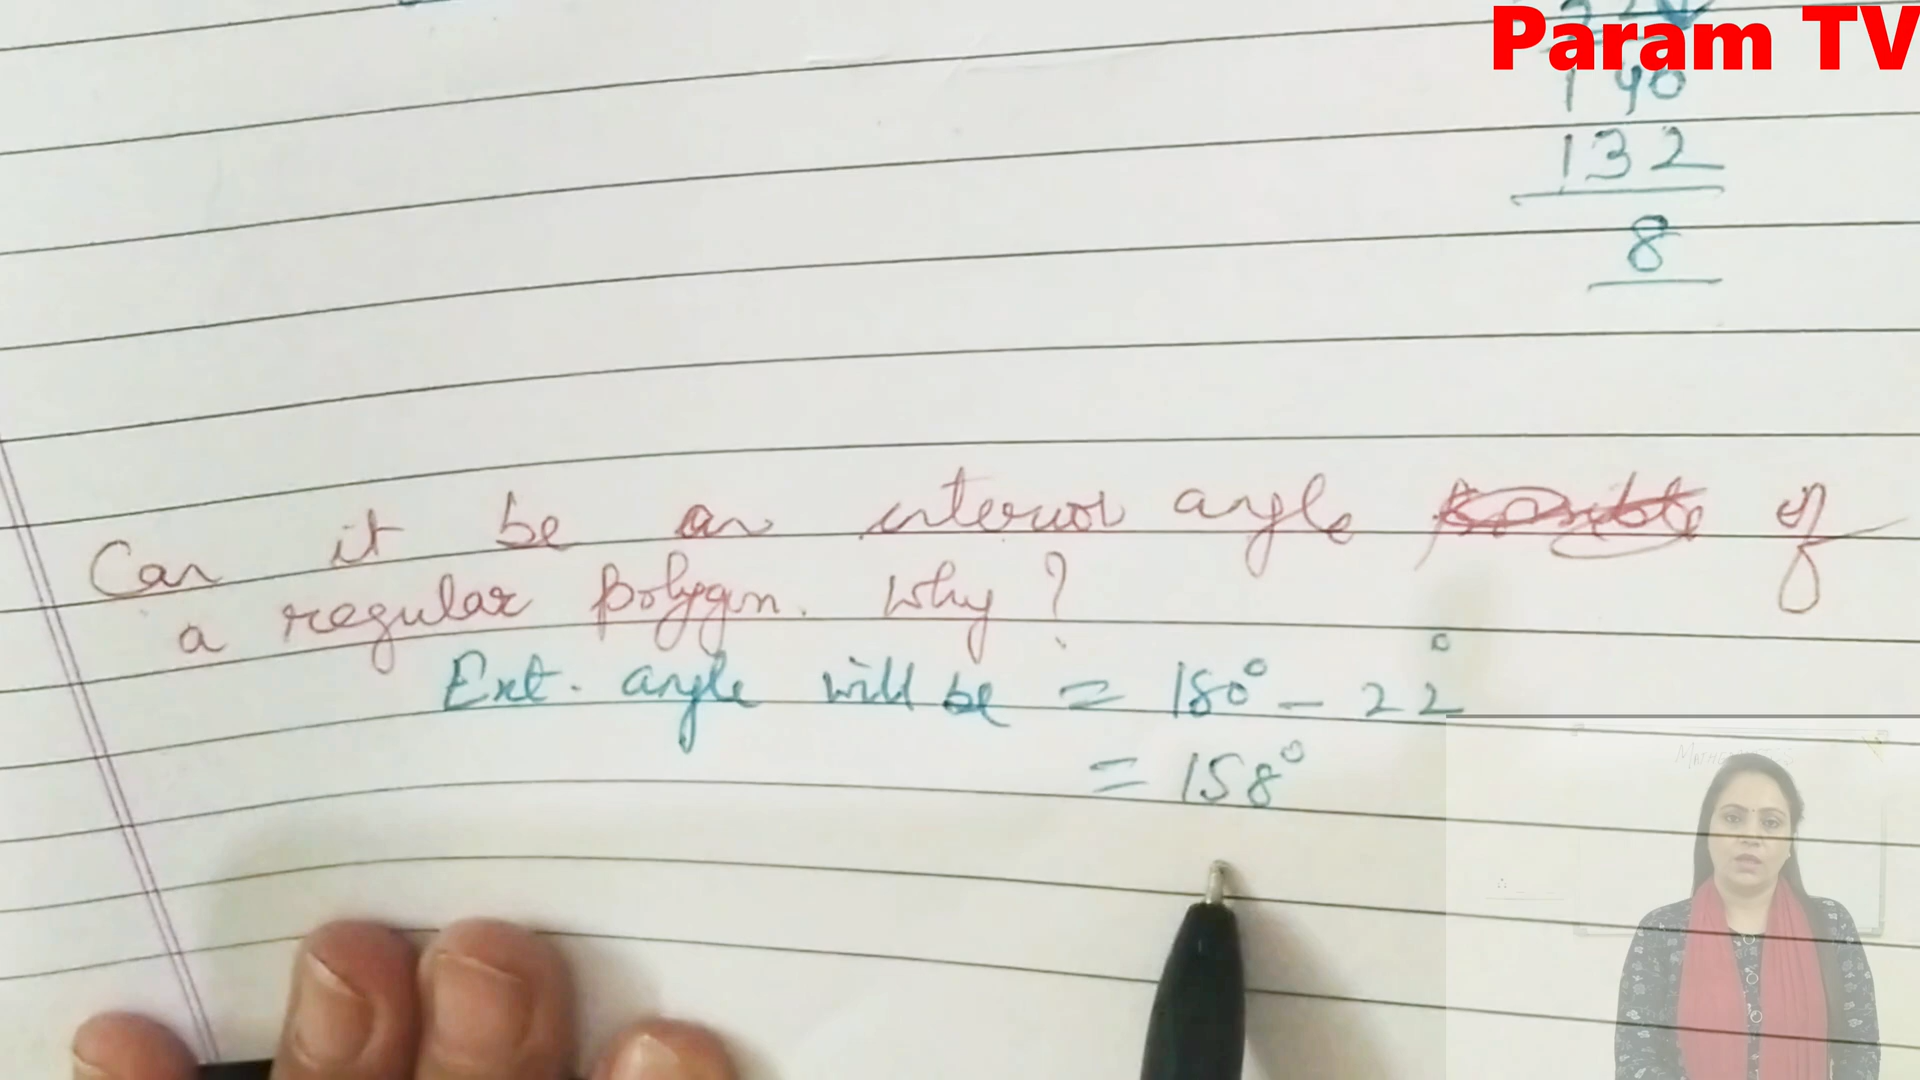 Param TV
140
132
8
Can it be an interior angle of
a regular polygon. Why?
Ext. angle will be = 180° - 22°
= 158°